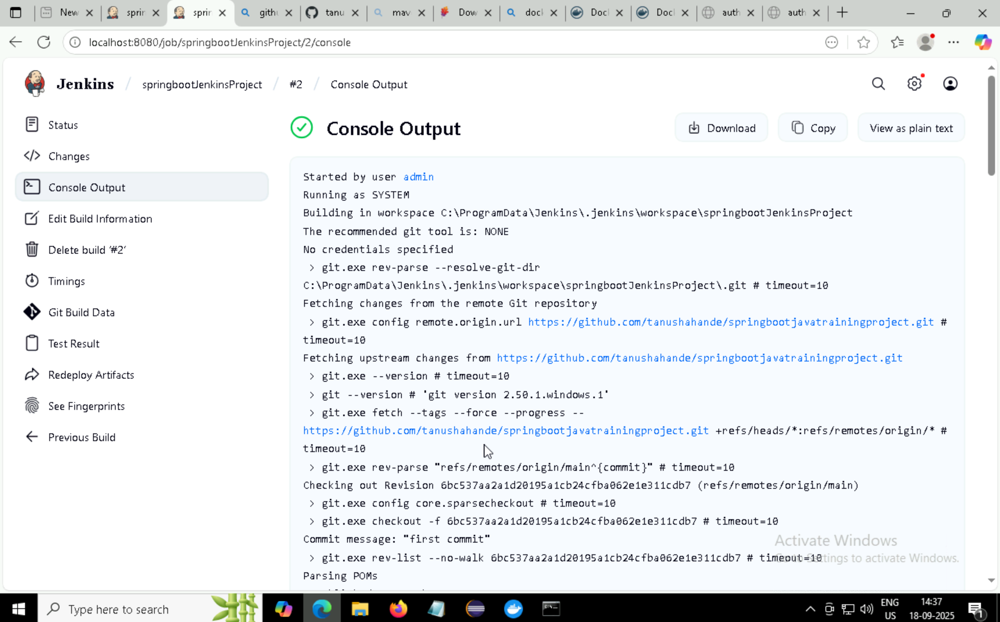 New
sprin
sprin
githu
tanu
mav
Dow
docl
Docl
Docl
auth
auth
localhost:8080/job/springbootJenkinsProject/2/console
Jenkins / springbootJenkinsProject / #2 / Console Output
Status
Changes
Console Output
Edit Build Information
Delete build ‘#2’
Timings
Git Build Data
Test Result
Redeploy Artifacts
See Fingerprints
Previous Build
Console Output
Download
Copy
View as plain text
Started by user admin
Running as SYSTEM
Building in workspace C:\ProgramData\Jenkins\.jenkins\workspace\springbootJenkinsProject
The recommended git tool is: NONE
No credentials specified
> git.exe rev-parse --resolve-git-dir
C:\ProgramData\Jenkins\.jenkins\workspace\springbootJenkinsProject\.git # timeout=10
Fetching changes from the remote Git repository
> git.exe config remote.origin.url https://github.com/tanushahande/springbootjavatrainingproject.git #
timeout=10
Fetching upstream changes from https://github.com/tanushahande/springbootjavatrainingproject.git
> git.exe --version # timeout=10
> git --version # 'git version 2.50.1.windows.1'
> git.exe fetch --tags --force --progress --
https://github.com/tanushahande/springbootjavatrainingproject.git +refs/heads/*:refs/remotes/origin/* #
timeout=10
> git.exe rev-parse "refs/remotes/origin/main^{commit}" # timeout=10
Checking out Revision 6bc537aa2a1d20195a1cb24cfba062e1e311cdb7 (refs/remotes/origin/main)
> git.exe config core.sparsecheckout # timeout=10
> git.exe checkout -f 6bc537aa2a1d20195a1cb24cfba062e1e311cdb7 # timeout=10
Commit message: "first commit"
> git.exe rev-list --no-walk 6bc537aa2a1d20195a1cb24cfba062e1e311cdb7 # timeout=10
Parsing POMs
Activate Windows
Go to Settings to activate Windows.
Type here to search
ENG
US
14:37
18-09-2025
1